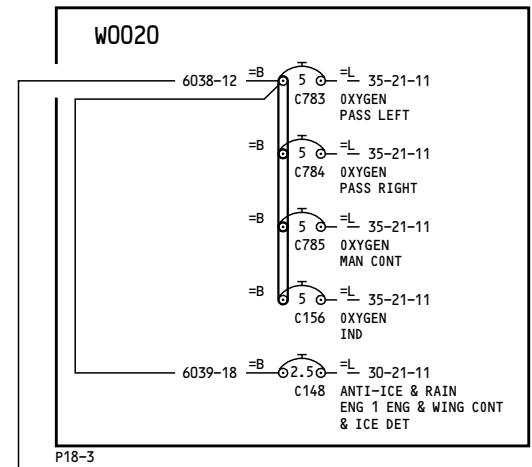 W0020
6038-12 =B 5 =L 35-21-11
C783 OXYGEN
PASS LEFT
=B 5 =L 35-21-11
C784 OXYGEN
PASS RIGHT
=B 5 =L 35-21-11
C785 OXYGEN
MAN CONT
=B 5 =L 35-21-11
C156 OXYGEN
IND
6039-18 =B 2.5 =L 30-21-11
C148 ANTI-ICE & RAIN
ENG 1 ENG & WING CONT
& ICE DET
P18-3